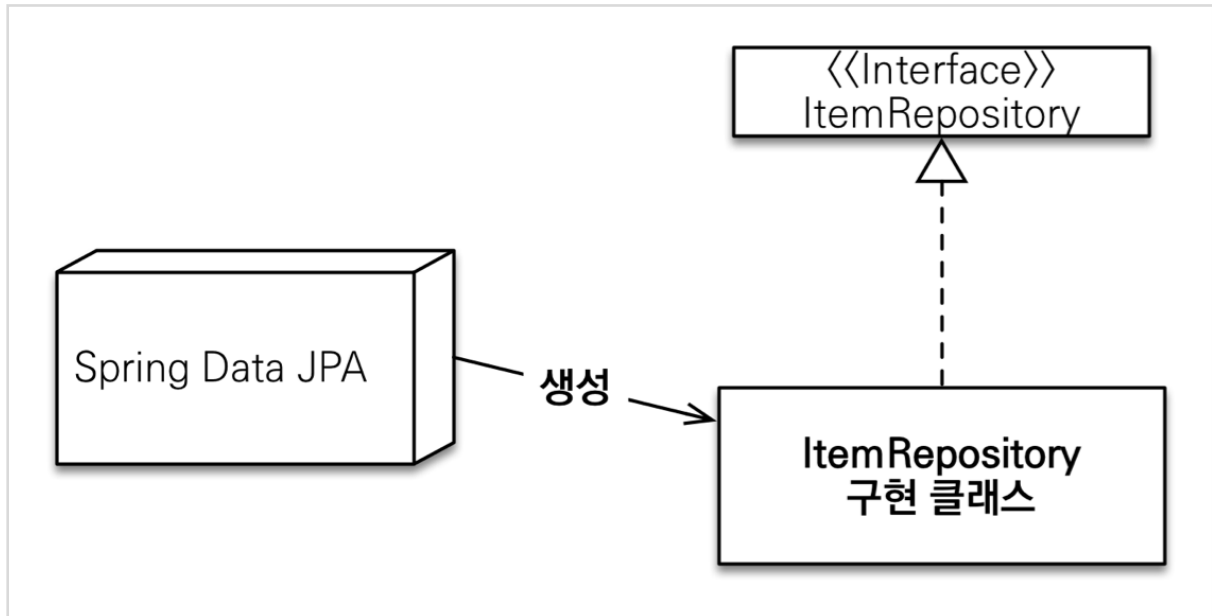 《Interface》
ItemRepository
Spring Data JPA
생성
ItemRepository
구현 클래스